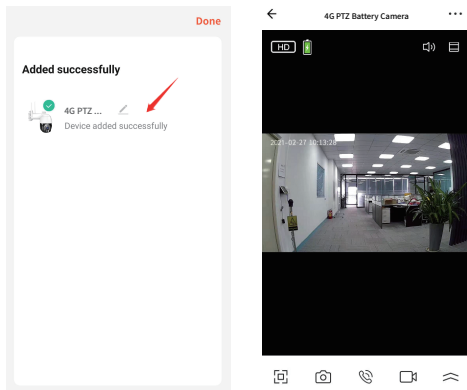 Done
Added successfully
4G PTZ ...
Device added successfully
4G PTZ Battery Camera
HD
2021-02-27 10:13:28